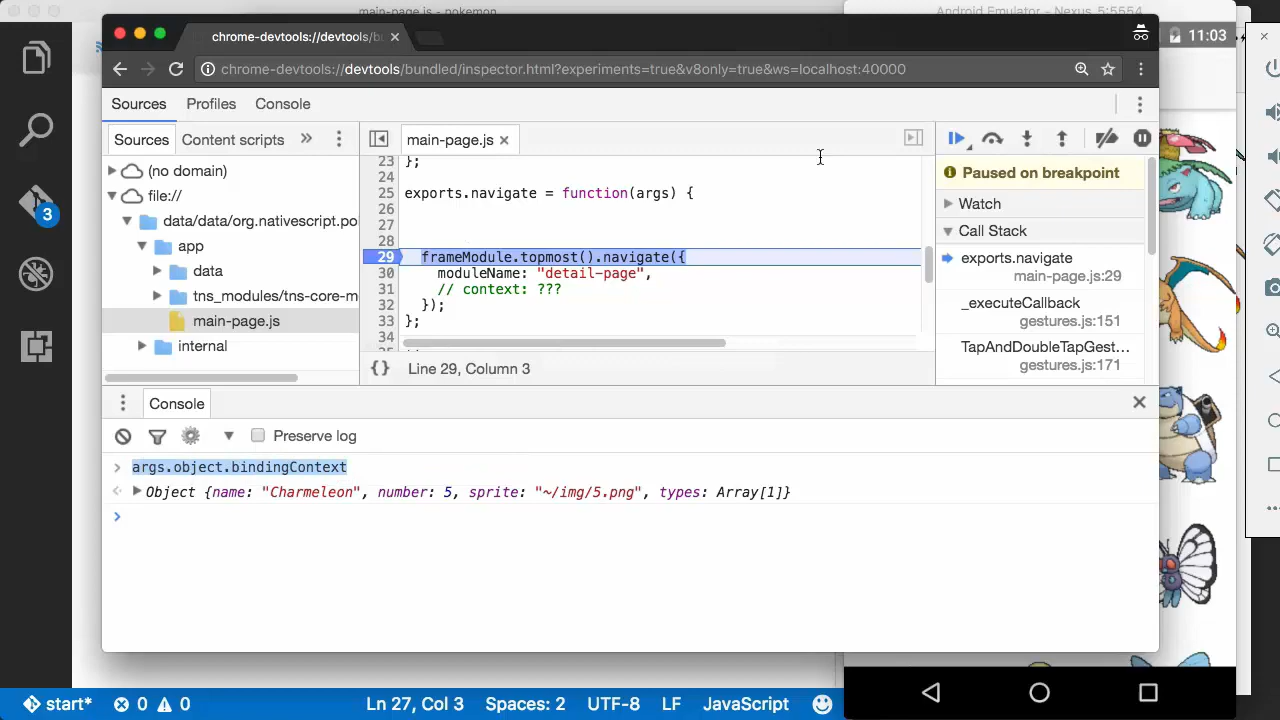 main-page.js - pokemon
Android Emulator - Nexus_5:5554
chrome-devtools://devtools/bu
11:03
chrome-devtools://devtools/bundled/inspector.html?experiments=true&v8only=true&ws=localhost:40000
Sources Profiles Console
Sources Content scripts »
main-page.js
(no domain)
file://
data/data/org.nativescript.po
app
data
tns_modules/tns-core-m
main-page.js
internal
23 };
24
25 exports.navigate = function(args) {
26
27
28
29 frameModule.topmost().navigate({
30 moduleName: "detail-page",
31 // context: ???
32 });
33 };
34
Line 29, Column 3
Paused on breakpoint
Watch
Call Stack
exports.navigate
main-page.js:29
_executeCallback
gestures.js:151
TapAndDoubleTapGest...
gestures.js:171
3
Console
Preserve log
args.object.bindingContext
Object {name: "Charmeleon", number: 5, sprite: "~/img/5.png", types: Array[1]}
start* 0 0 Ln 27, Col 3 Spaces: 2 UTF-8 LF JavaScript